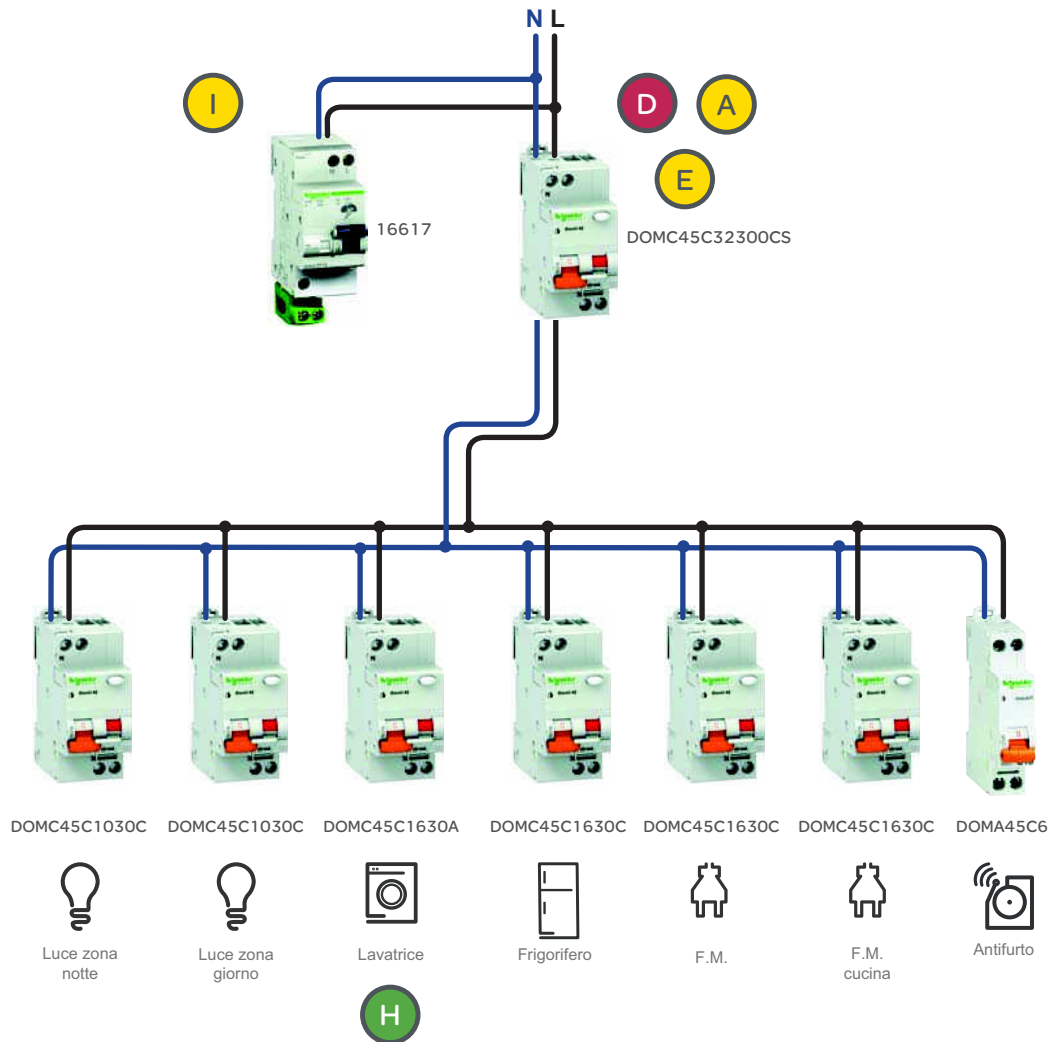 N L
I
D
A
E
16617
DOMC45C32300CS
DOMC45C1030C
DOMC45C1030C
DOMC45C1630A
DOMC45C1630C
DOMC45C1630C
DOMC45C1630C
DOMA45C6
Luce zona
notte
Luce zona
giorno
Lavatrice
Frigorifero
F.M.
F.M.
cucina
Antifurto
H